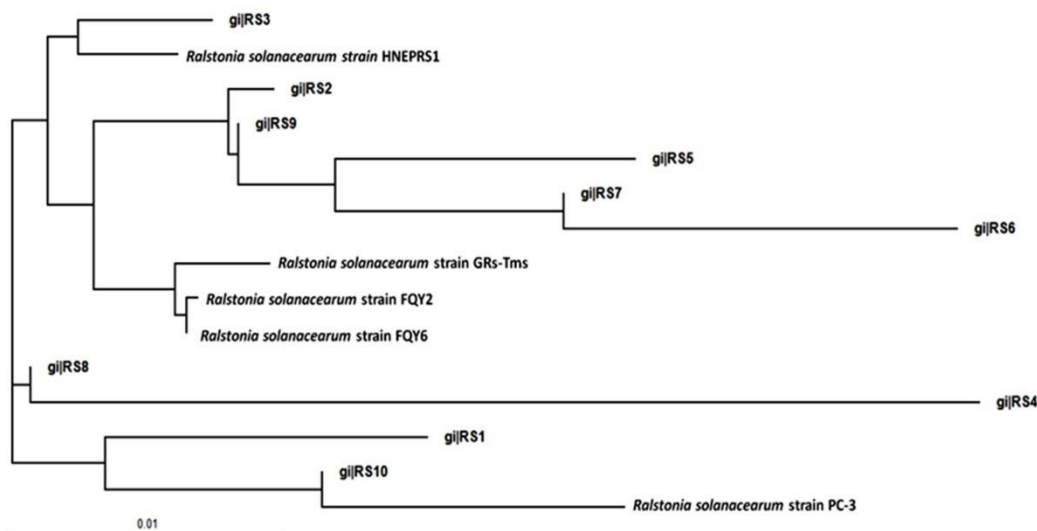 gi|RS3
Ralstonia solanacearum strain HNEPRS1
gi|RS2
gi|RS9
gi|RS5
gi|RS7
gi|RS6
Ralstonia solanacearum strain GRs-Tms
Ralstonia solanacearum strain FQY2
Ralstonia solanacearum strain FQY6
gi|RS8
gi|RS4
gi|RS1
gi|RS10
Ralstonia solanacearum strain PC-3
0.01